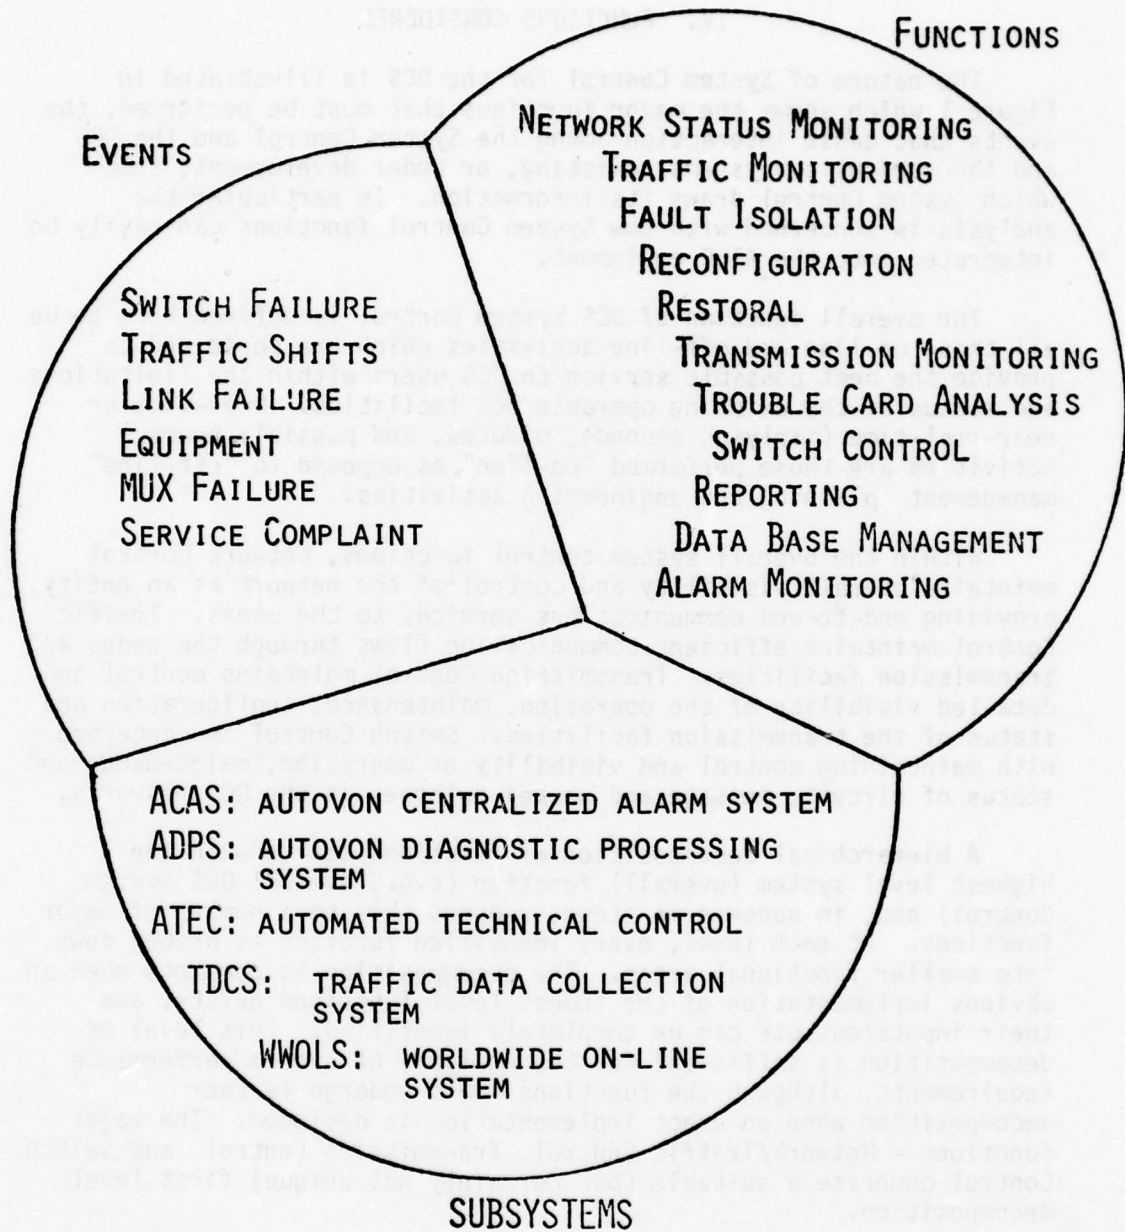 FUNCTIONS
NETWORK STATUS MONITORING
TRAFFIC MONITORING
FAULT ISOLATION
RECONFIGURATION
RESTORAL
TRANSMISSION MONITORING
TROUBLE CARD ANALYSIS
SWITCH CONTROL
REPORTING
DATA BASE MANAGEMENT
ALARM MONITORING
EVENTS
SWITCH FAILURE
TRAFFIC SHIFTS
LINK FAILURE
EQUIPMENT
MUX FAILURE
SERVICE COMPLAINT
ACAS: AUTOVON CENTRALIZED ALARM SYSTEM
ADPS: AUTOVON DIAGNOSTIC PROCESSING
SYSTEM
ATEC: AUTOMATED TECHNICAL CONTROL
TDCS: TRAFFIC DATA COLLECTION
SYSTEM
WWOLS: WORLDWIDE ON-LINE
SYSTEM
SUBSYSTEMS